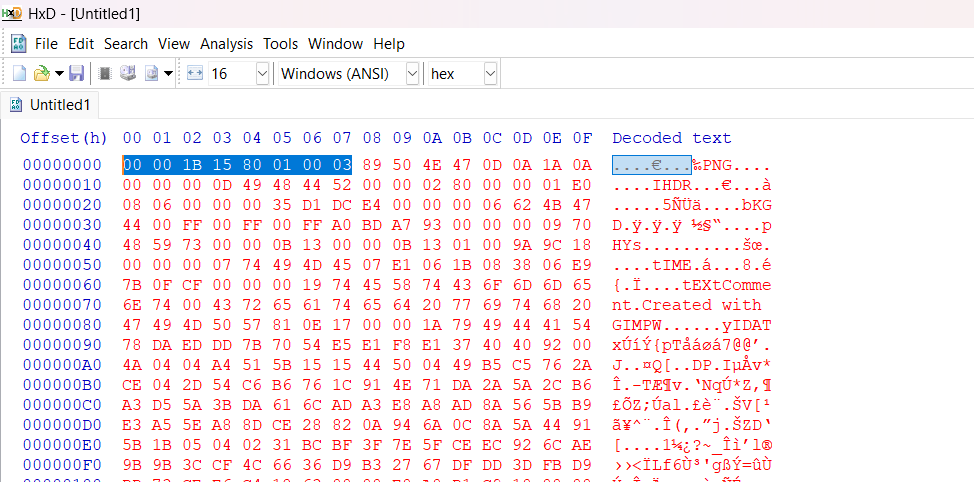 HxD - [Untitled1]
File Edit Search View Analysis Tools Window Help
16 Windows (ANSI) hex
Untitled1
Offset(h) 00 01 02 03 04 05 06 07 08 09 0A 0B 0C 0D 0E 0F Decoded text
00000000 00 00 1B 15 80 01 00 03 89 50 4E 47 0D 0A 1A 0A ....€...‰PNG....
00000010 00 00 00 0D 49 48 44 52 00 00 02 80 00 00 01 E0 ....IHDR...€...à
00000020 08 06 00 00 00 35 D1 DC E4 00 00 00 06 62 4B 47 .....5ÑÜä....bKG
00000030 44 00 FF 00 FF 00 FF A0 BD A7 93 00 00 00 09 70 D.ÿ.ÿ.ÿ ½§“....p
00000040 48 59 73 00 00 0B 13 00 00 0B 13 01 00 9A 9C 18 HYs..........šœ.
00000050 00 00 00 07 74 49 4D 45 07 E1 06 1B 08 38 06 E9 ....tIME.á...8.é
00000060 7B 0F CF 00 00 00 19 74 45 58 74 43 6F 6D 6D 65 {.Ï....tEXtComme
00000070 6E 74 00 43 72 65 61 74 65 64 20 77 69 74 68 20 nt.Created with
00000080 47 49 4D 50 57 81 0E 17 00 00 1A 79 49 44 41 54 GIMPW......yIDAT
00000090 78 DA ED DD 7B 70 54 E5 E1 F8 E1 37 40 40 92 00 xÚíÝ{pTåáøá7@@’.
000000A0 4A 04 04 A4 51 5B 15 15 44 50 04 49 B5 C5 76 2A J..¤Q[..DP.IµÅv*
000000B0 CE 04 2D 54 C6 B6 76 1C 91 4E 71 DA 2A 5A 2C B6 Î.-TÆ¶v.‘NqÚ*Z,¶
000000C0 A3 D5 5A 3B DA 61 6C AD A3 E8 A8 AD 8A 56 5B B9 £ÕZ;Úal.£è¨.ŠV[¹
000000D0 E3 A5 5E A8 8D CE 28 82 0A 94 6A 0C 8A 5A 44 91 ã¥^¨.Î(‚.”j.ŠZD‘
000000E0 5B 1B 05 04 02 31 BC BF 3F 7E 5F CE EC 92 6C AE [....1¼¿?~_Îì’l®
000000F0 9B 9B 3C CF 4C 66 36 D9 B3 27 67 DF DD 3D FB D9 ››<ÏLf6Ù³'gßÝ=ûÙ